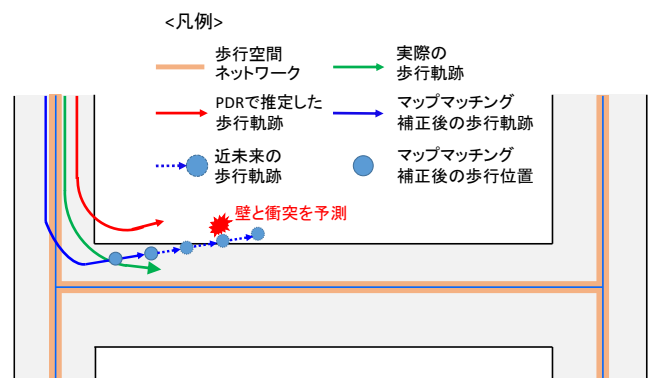 <凡例>
歩行空間
ネットワーク
実際の
歩行軌跡
PDRで推定した
歩行軌跡
マップマッチング
補正後の歩行軌跡
近未来の
歩行軌跡
マップマッチング
補正後の歩行位置
壁と衝突を予測